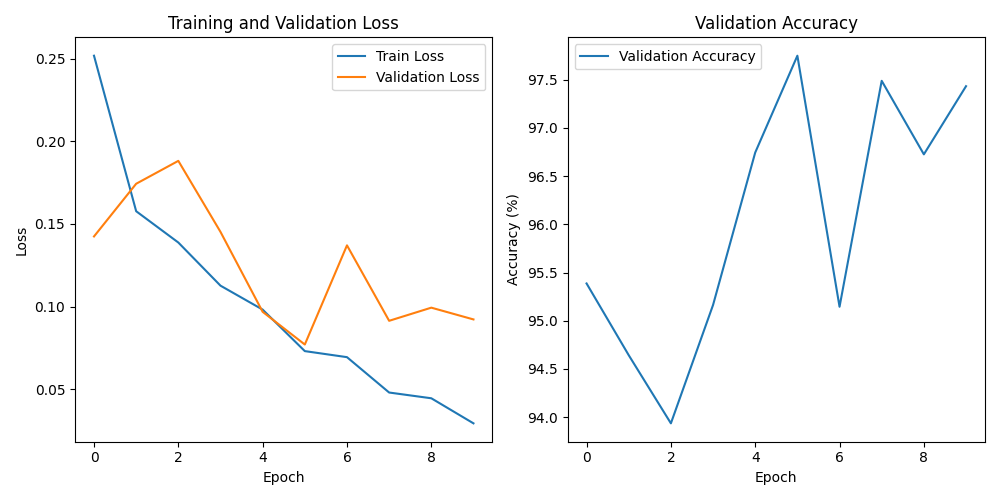 Training and Validation Loss
Train Loss
Validation Loss
0.25
0.20
0.15
0.10
0.05
Loss
0 2 4 6 8
Epoch
Validation Accuracy
Validation Accuracy
97.5
97.0
96.5
96.0
95.5
95.0
94.5
94.0
Accuracy (%)
0 2 4 6 8
Epoch